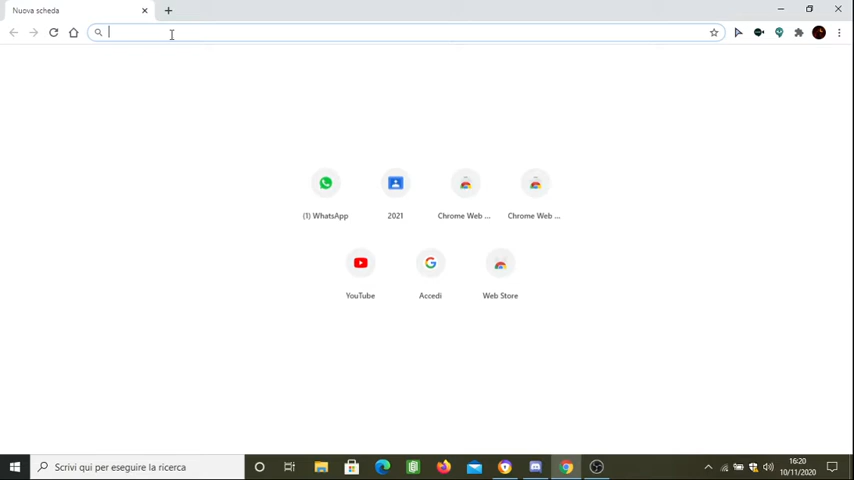 Nuova scheda
(1) WhatsApp
2021
Chrome Web ...
Chrome Web ...
YouTube
Accedi
Web Store
Scrivi qui per eseguire la ricerca
16:20
10/11/2020